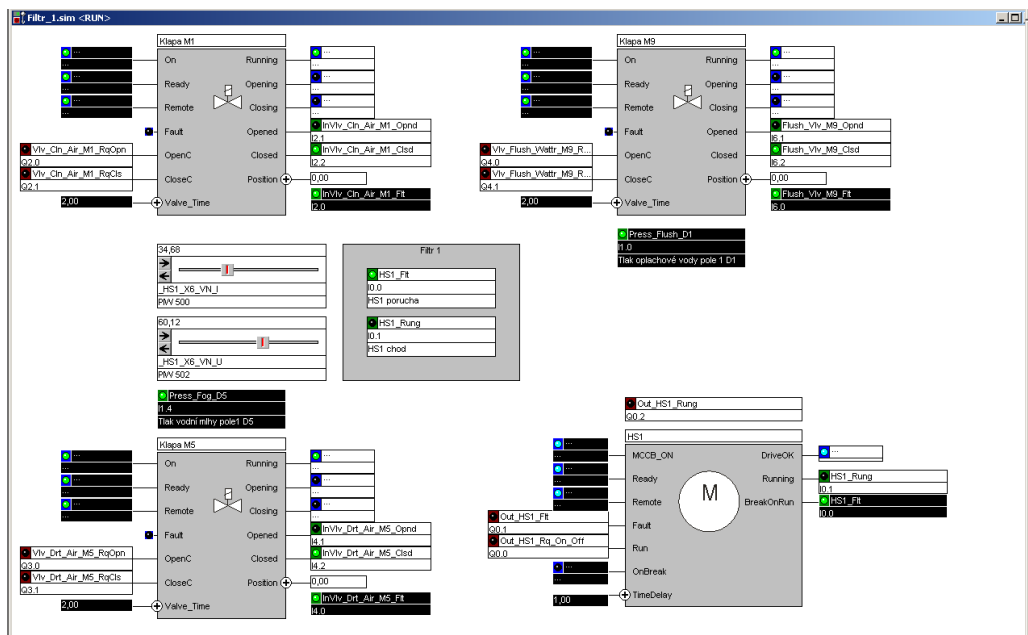 Filtr_1.sim <RUN>
Klapa M1
On
Running
Ready
Opening
Remote
Closing
Fault
Opened
OpenC
Closed
CloseC
Position
Valve_Time
...
...
...
...
...
...
...
...
...
...
...
...
Vlv_Cln_Air_M1_RqOpn
Q2.0
Vlv_Cln_Air_M1_RqCls
Q2.1
2,00
InVlv_Cln_Air_M1_Opnd
I2.1
InVlv_Cln_Air_M1_Clsd
I2.2
0,00
InVlv_Cln_Air_M1_Flt
I2.0
Klapa M9
On
Running
Ready
Opening
Remote
Closing
Fault
Opened
OpenC
Closed
CloseC
Position
Valve_Time
...
...
...
...
...
...
...
...
...
...
...
...
Vlv_Flush_Wattr_M9_R...
Q4.0
Vlv_Flush_Wattr_M9_R...
Q4.1
2,00
Flush_Vlv_M9_Opnd
I6.1
Flush_Vlv_M9_Clsd
I6.2
0,00
Flush_Vlv_M9_Flt
I6.0
Press_Flush_D1
I1.0
Tlak oplachové vody pole 1 D1
34,68
_HS1_X6_VN_I
PIW 500
60,12
_HS1_X6_VN_U
PIW 502
Filtr 1
HS1_Flt
I0.0
HS1 porucha
HS1_Rung
I0.1
HS1 chod
Press_Fog_D5
I1.4
Tlak vodní mlhy pole1 D5
Klapa M5
On
Running
Ready
Opening
Remote
Closing
Fault
Opened
OpenC
Closed
CloseC
Position
Valve_Time
...
...
...
...
...
...
...
...
...
...
...
...
Vlv_Drt_Air_M5_RqOpn
Q3.0
Vlv_Drt_Air_M5_RqCls
Q3.1
2,00
InVlv_Drt_Air_M5_Opnd
I4.1
InVlv_Drt_Air_M5_Clsd
I4.2
0,00
InVlv_Drt_Air_M5_Flt
I4.0
Out_HS1_Rung
Q0.2
HS1
MCCB_ON
DriveOK
Ready
Running
Remote
BreakOnRun
Fault
Run
OnBreak
TimeDelay
M
...
...
...
...
...
...
...
...
...
...
Out_HS1_Flt
Q0.1
Out_HS1_Rq_On_Off
Q0.0
1,00
HS1_Rung
I0.1
HS1_Flt
I0.0